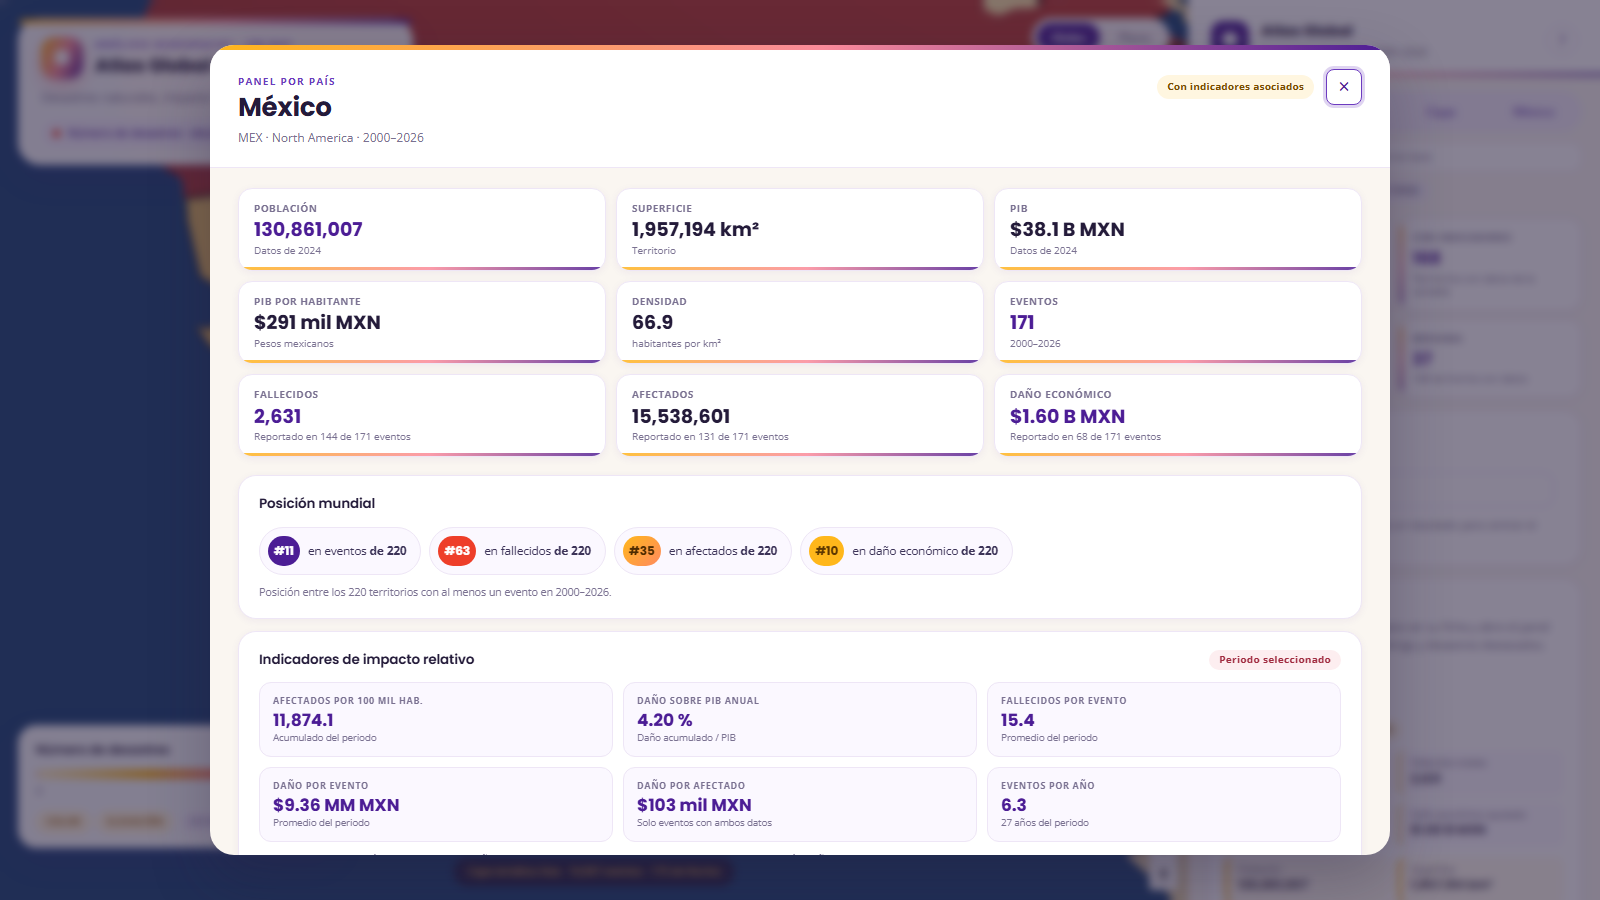 PANEL POR PAÍS
México
MEX · North America · 2000–2026
Con indicadores asociados
×
POBLACIÓN
130,861,007
Datos de 2024
SUPERFICIE
1,957,194 km²
Territorio
PIB
$38.1 B MXN
Datos de 2024
PIB POR HABITANTE
$291 mil MXN
Pesos mexicanos
DENSIDAD
66.9
habitantes por km²
EVENTOS
171
2000–2026
FALLECIDOS
2,631
Reportado en 144 de 171 eventos
AFECTADOS
15,538,601
Reportado en 131 de 171 eventos
DAÑO ECONÓMICO
$1.60 B MXN
Reportado en 68 de 171 eventos
Posición mundial
#11 en eventos de 220
#63 en fallecidos de 220
#35 en afectados de 220
#10 en daño económico de 220
Posición entre los 220 territorios con al menos un evento en 2000–2026.
Indicadores de impacto relativo
Periodo seleccionado
AFECTADOS POR 100 MIL HAB.
11,874.1
Acumulado del periodo
DAÑO SOBRE PIB ANUAL
4.20 %
Daño acumulado / PIB
FALLECIDOS POR EVENTO
15.4
Promedio del periodo
DAÑO POR EVENTO
$9.36 MM MXN
Promedio del periodo
DAÑO POR AFECTADO
$103 mil MXN
Solo eventos con ambos datos
EVENTOS POR AÑO
6.3
27 años del periodo
Atlas Global
Atlas Global
Número de desastres